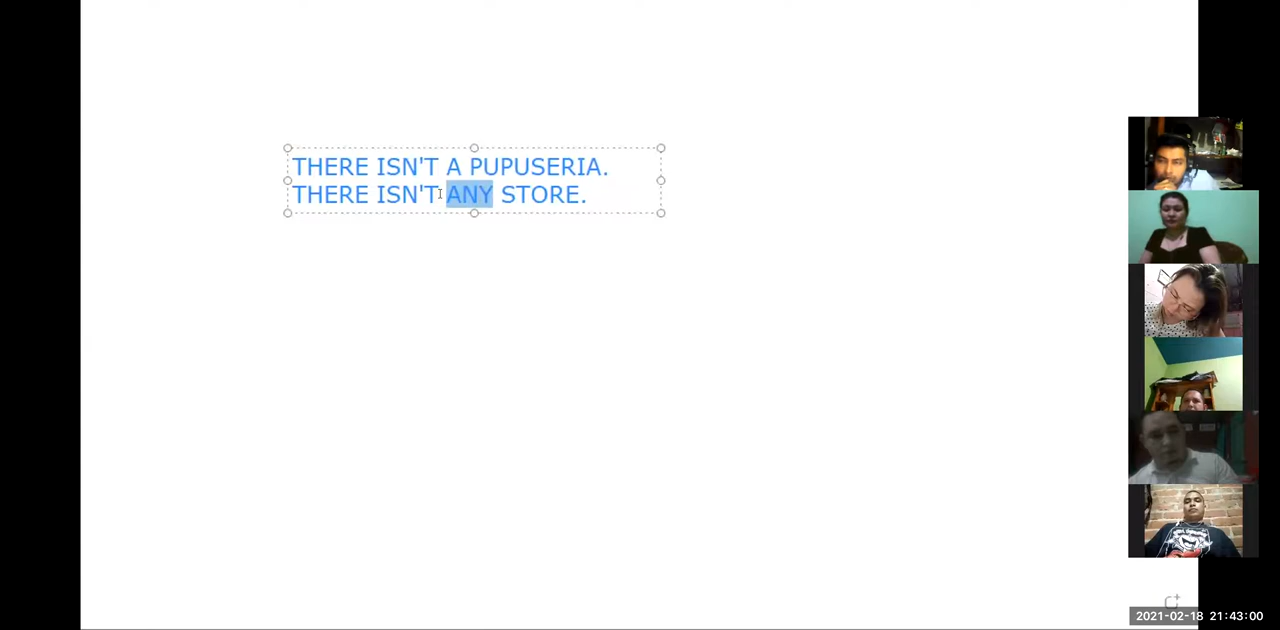 THERE ISN'T A PUPUSERIA.
THERE ISN'T ANY STORE.
2021-02-18 21:43:00